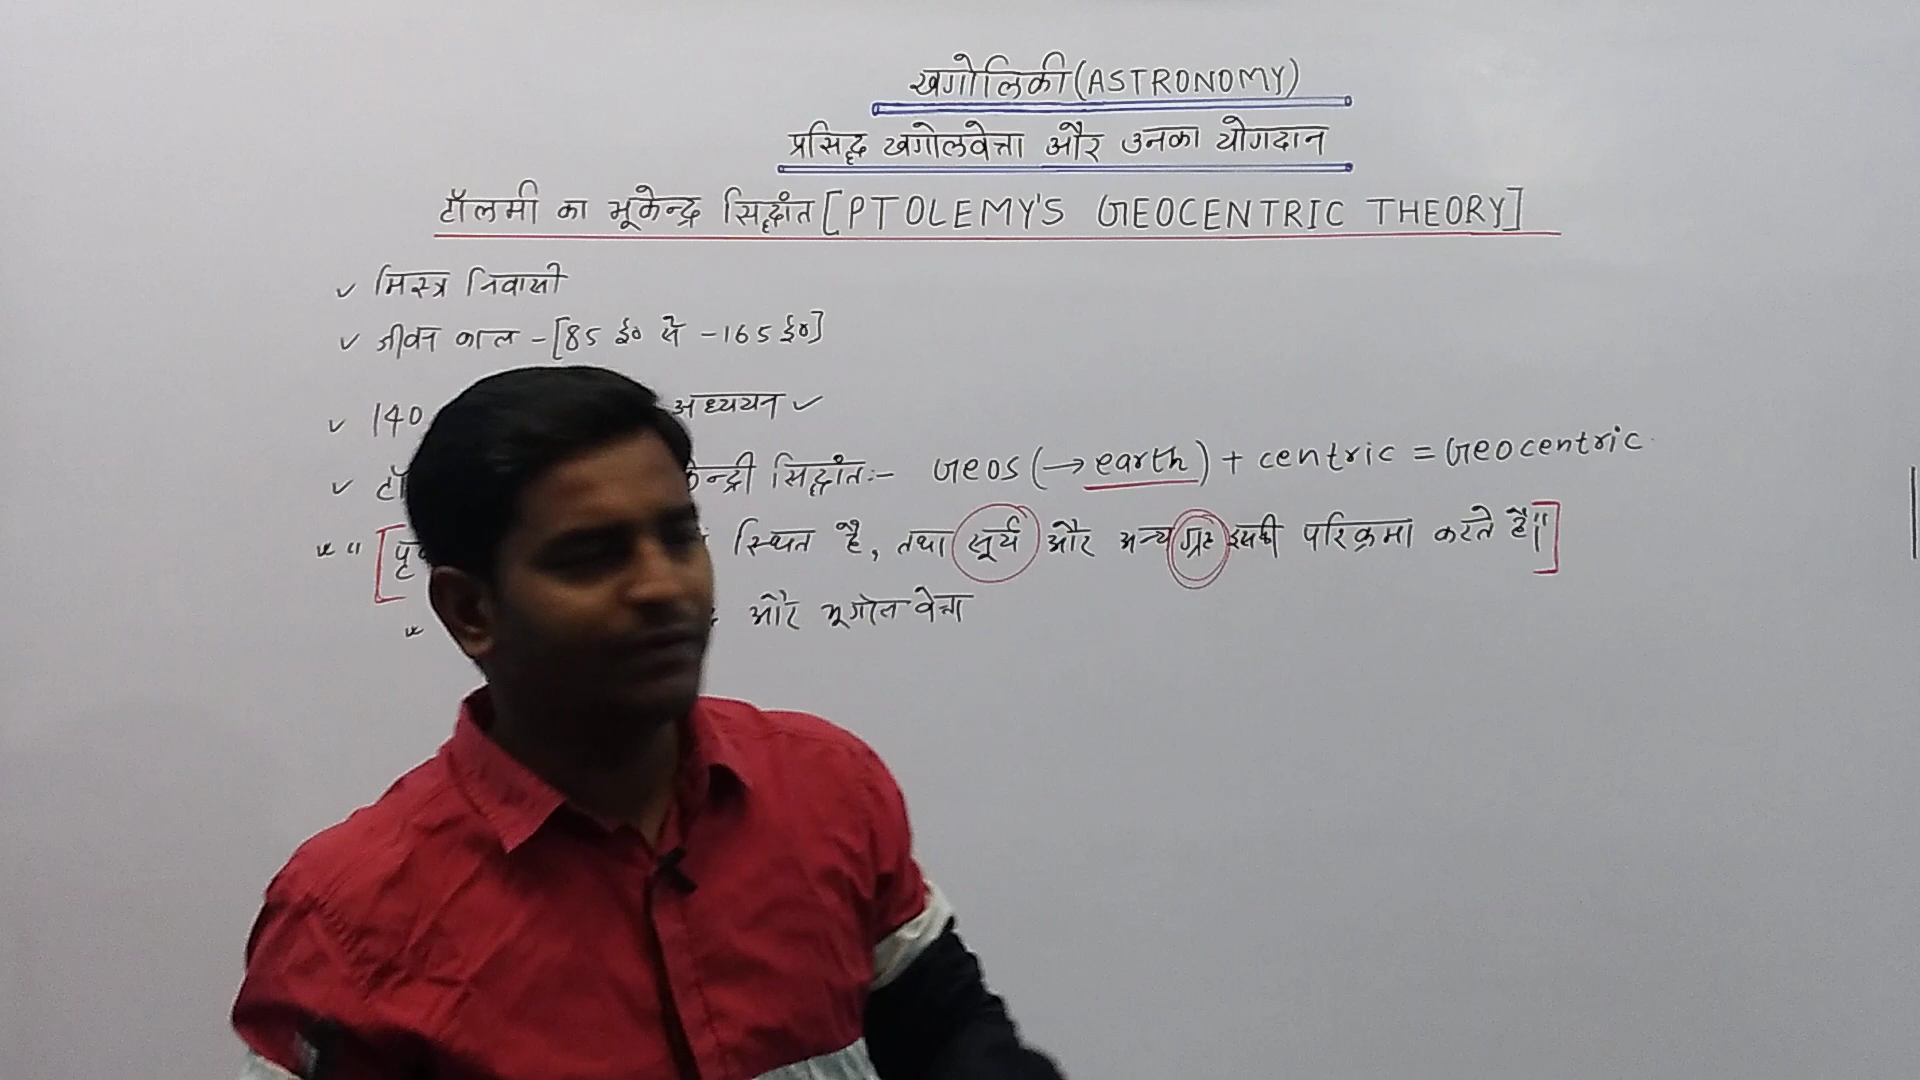 खगोलिकी (ASTRONOMY)
प्रसिद्ध खगोलवेत्ता और उनका योगदान
टॉलमी का भूकेन्द्र सिद्धांत [PTOLEMY'S GEOCENTRIC THEORY]
✓ मिस्त्र निवासी
✓ जीवन काल - [85 ई० से - 165 ई०]
✓ 140 अध्ययन ✓
✓ सिद्धांत:- Geos (→ earth) + centric = Geocentric
" [ स्थित है, तथा सूर्य और अन्य ग्रह इसकी परिक्रमा करते हैं।" ]
और भूगोलवेत्ता